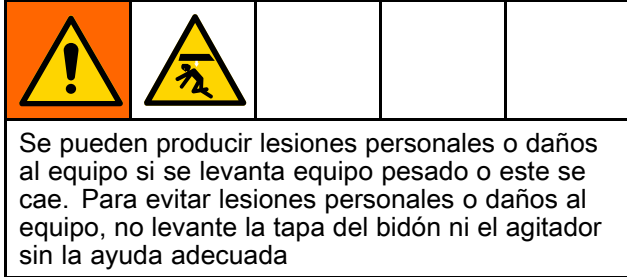 Se pueden producir lesiones personales o daños
al equipo si se levanta equipo pesado o este se
cae. Para evitar lesiones personales o daños al
equipo, no levante la tapa del bidón ni el agitador
sin la ayuda adecuada